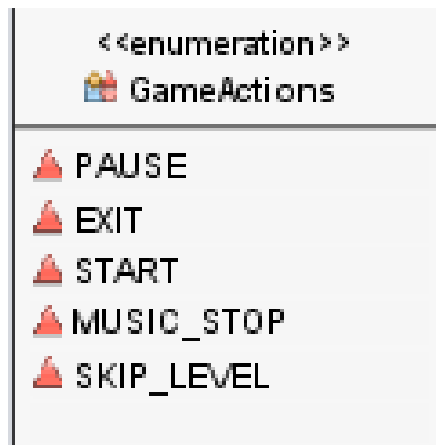 <<enumeration>>
GameActions
PAUSE
EXIT
START
MUSIC_STOP
SKIP_LEVEL